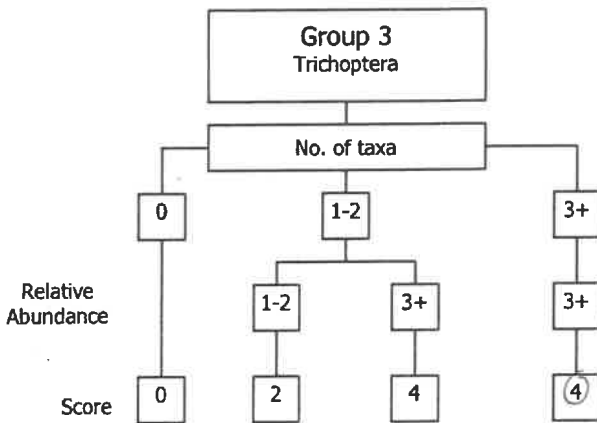 Group 3
Trichoptera
No. of taxa
0 1-2 3+
Relative
Abundance
1-2 3+ 3+
Score
0 2 4 4